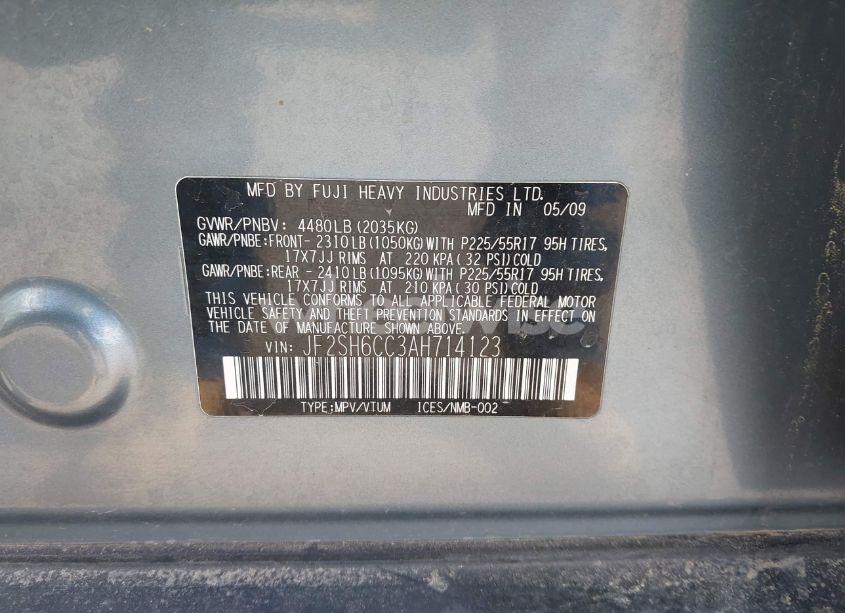 MFD BY FUJI HEAVY INDUSTRIES LTD.
MFD IN 05/09
GVWR/PNBV: 4480LB(2035KG)
GAWR/PNBE:FRONT- 2310LB(1050KG)WITH P225/55R17 95H TIRES,
17X7JJ RIMS AT 220 KPA( 32 PSI)COLD
GAWR/PNBE:REAR - 2410LB(1095KG)WITH P225/55R17 95H TIRES,
17X7JJ RIMS AT 210 KPA( 30 PSI)COLD
THIS VEHICLE CONFORMS TO ALL APPLICABLE FEDERAL MOTOR
VEHICLE SAFETY AND THEFT PREVENTION STANDARDS IN EFFECT ON
THE DATE OF MANUFACTURE SHOWN ABOVE.
VIN: JF2SH6CC3AH714123
TYPE:MPV/VTUM ICES/NMB-002